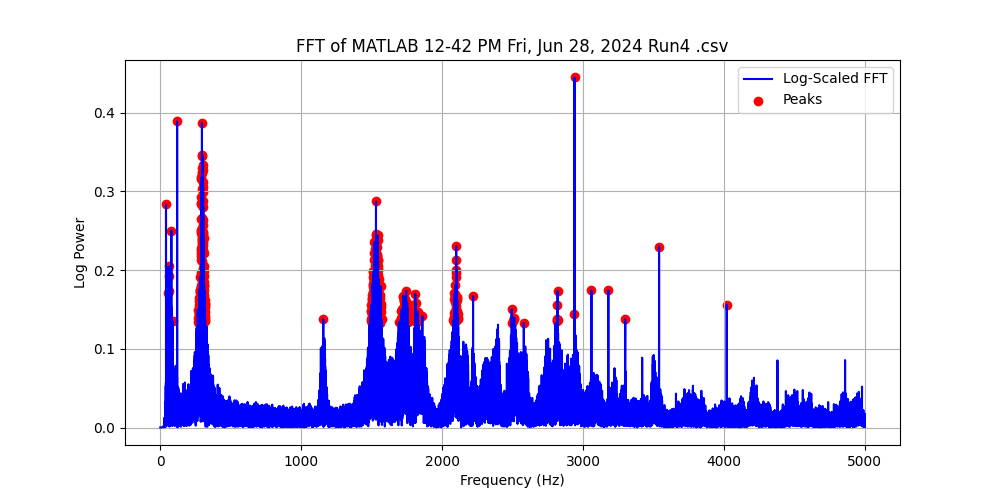 FFT of MATLAB 12-42 PM Fri, Jun 28, 2024 Run4 .csv
Log-Scaled FFT
Peaks
Log Power
0.4
0.3
0.2
0.1
0.0
0 1000 2000 3000 4000 5000
Frequency (Hz)